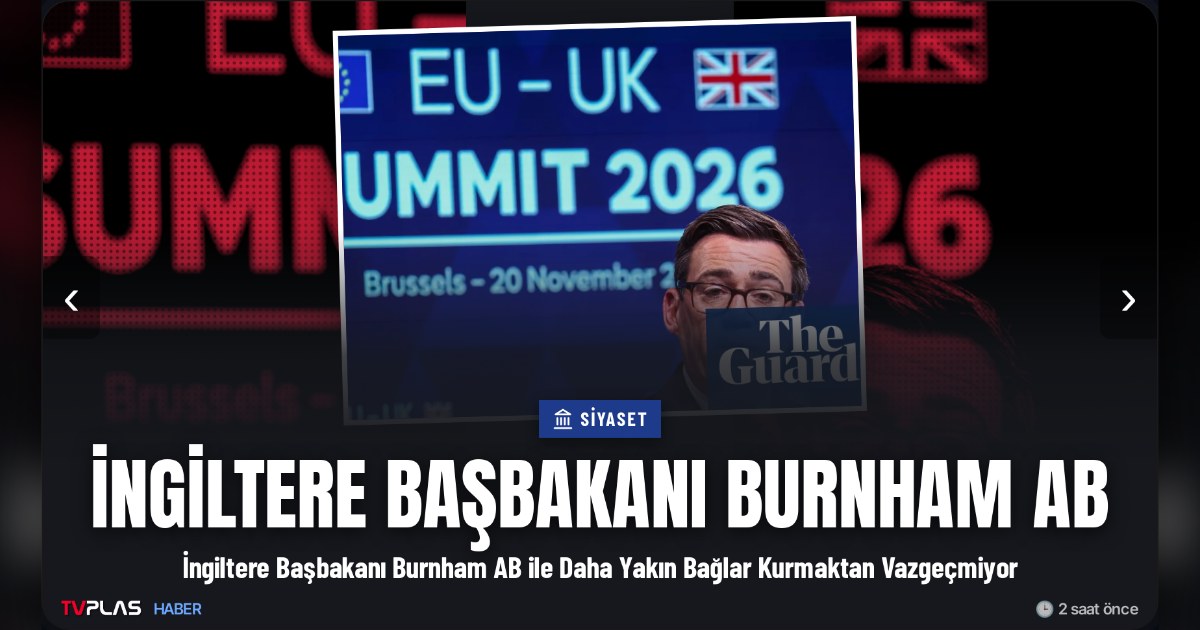 EU – UK
SUMMIT 2026
Brussels – 20 November 2
The
Guard
SİYASET
İNGİLTERE BAŞBAKANI BURNHAM AB
İngiltere Başbakanı Burnham AB ile Daha Yakın Bağlar Kurmaktan Vazgeçmiyor
TVPLAS HABER
2 saat önce